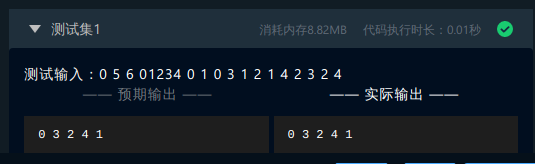 测试集1 消耗内存8.82MB 代码执行时长：0.01秒
测试输入：0 5 6 01234 0 1 0 3 1 2 1 4 2 3 2 4
—— 预期输出 —— —— 实际输出 ——
0 3 2 4 1 0 3 2 4 1